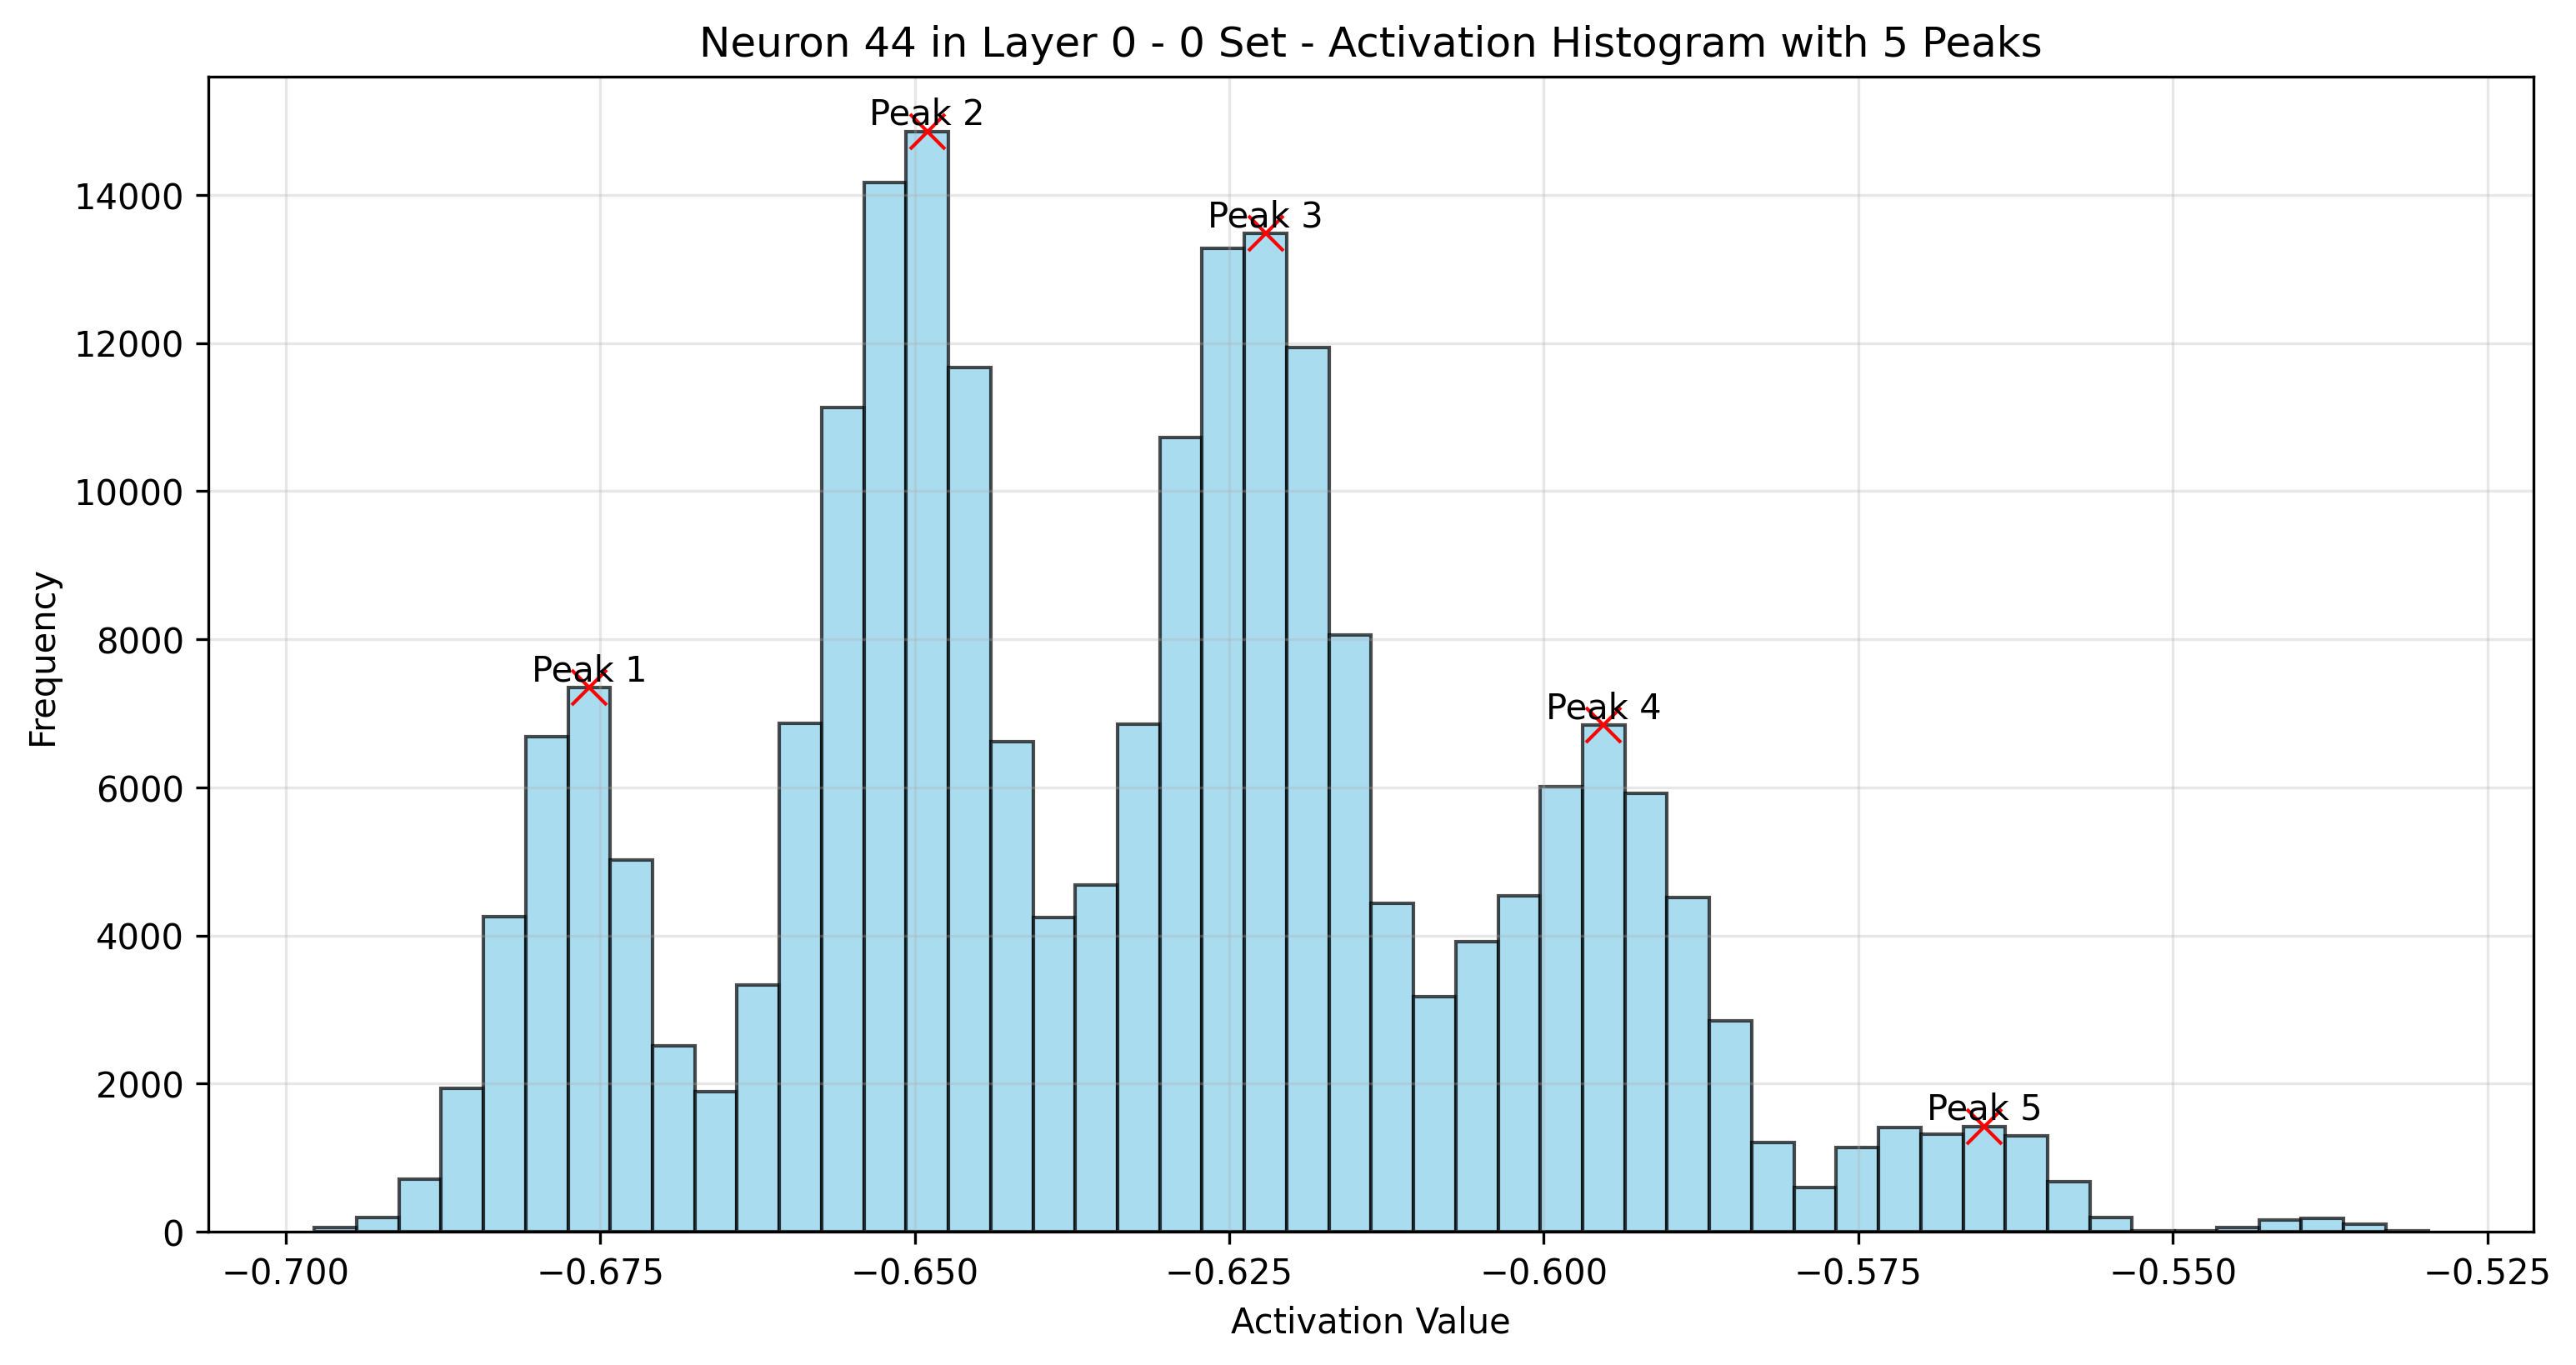 Neuron 44 in Layer 0 - 0 Set - Activation Histogram with 5 Peaks
Peak 2
Peak 3
Peak 1
Peak 4
Peak 5
Frequency
14000
12000
10000
8000
6000
4000
2000
0
−0.700 −0.675 −0.650 −0.625 −0.600 −0.575 −0.550 −0.525
Activation Value